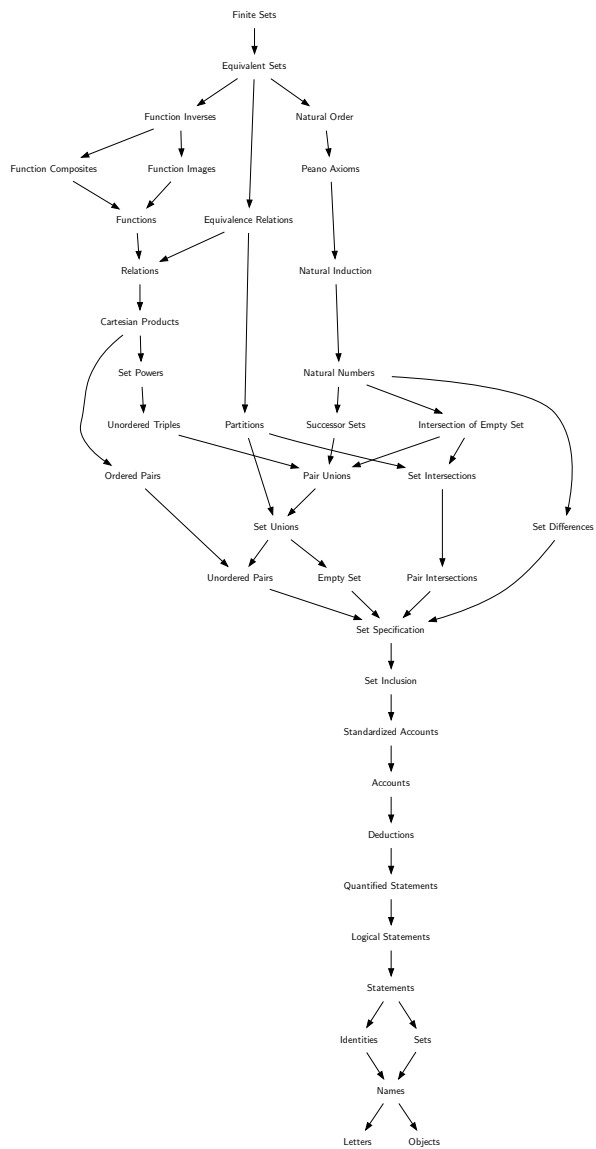 Finite Sets
Equivalent Sets
Function Inverses
Natural Order
Function Composites
Function Images
Peano Axioms
Functions
Equivalence Relations
Relations
Natural Induction
Cartesian Products
Set Powers
Natural Numbers
Unordered Triples
Partitions
Successor Sets
Intersection of Empty Set
Ordered Pairs
Pair Unions
Set Intersections
Set Unions
Set Differences
Unordered Pairs
Empty Set
Pair Intersections
Set Specification
Set Inclusion
Standardized Accounts
Accounts
Deductions
Quantified Statements
Logical Statements
Statements
Identities
Sets
Names
Letters
Objects